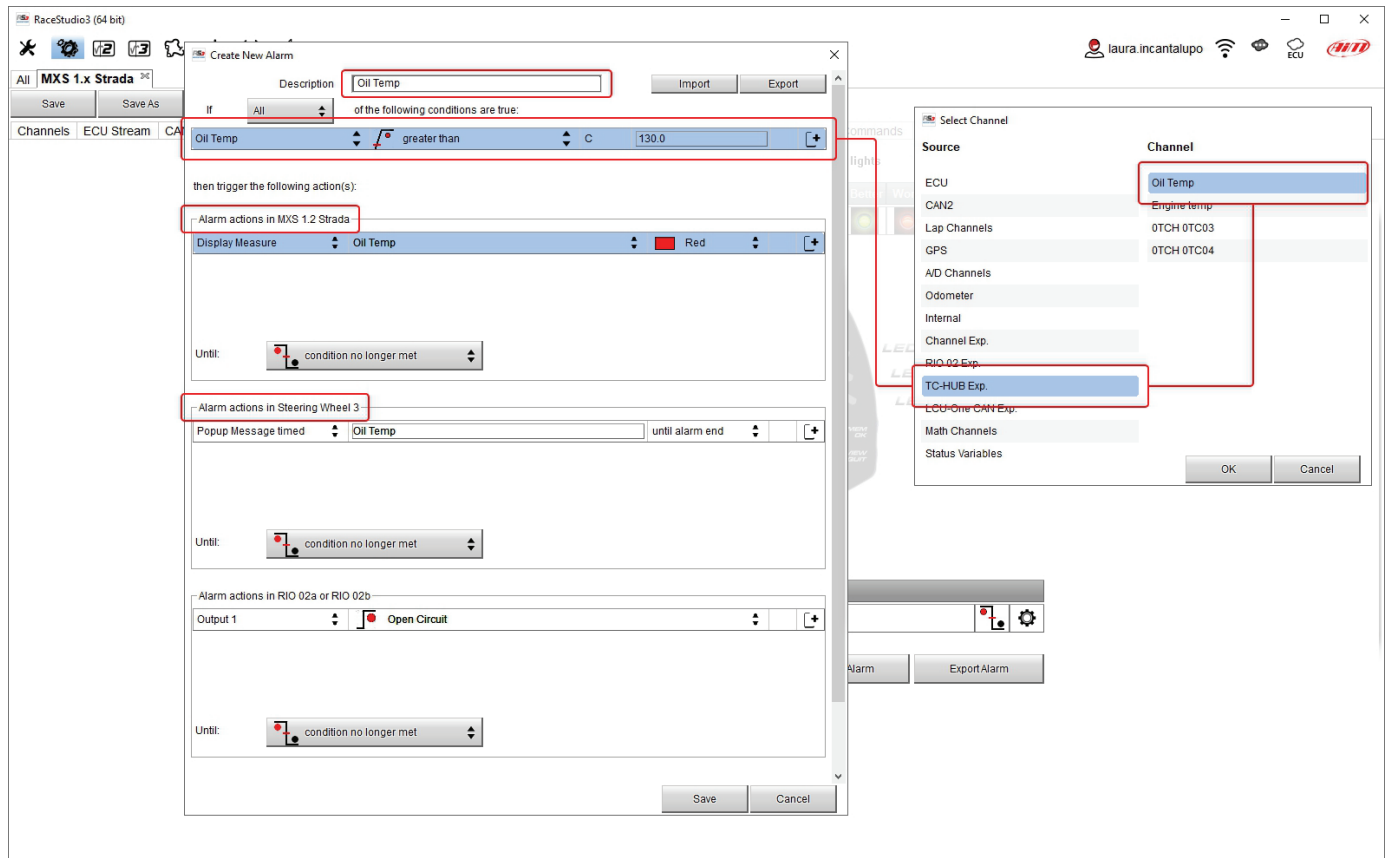 RaceStudio3 (64 bit)
laura.incantalupo
ECU
AiM
All MXS 1.x Strada
Save Save As
Channels ECU Stream CA
ommands
lights
Create New Alarm
Description Oil Temp Import Export
If All of the following conditions are true:
Oil Temp greater than C 130.0
then trigger the following action(s):
Alarm actions in MXS 1.2 Strada
Display Measure Oil Temp Red
Until: condition no longer met
Alarm actions in Steering Wheel 3
Popup Message timed Oil Temp until alarm end
Until: condition no longer met
Alarm actions in RIO 02a or RIO 02b
Output 1 Open Circuit
Until: condition no longer met
Save Cancel
Select Channel
Source Channel
ECU Oil Temp
CAN2 Engine temp
Lap Channels 0TCH 0TC03
GPS 0TCH 0TC04
A/D Channels
Odometer
Internal
Channel Exp.
RIO 02 Exp.
TC-HUB Exp.
LCU-One CAN Exp.
Math Channels
Status Variables
OK Cancel
Alarm Export Alarm